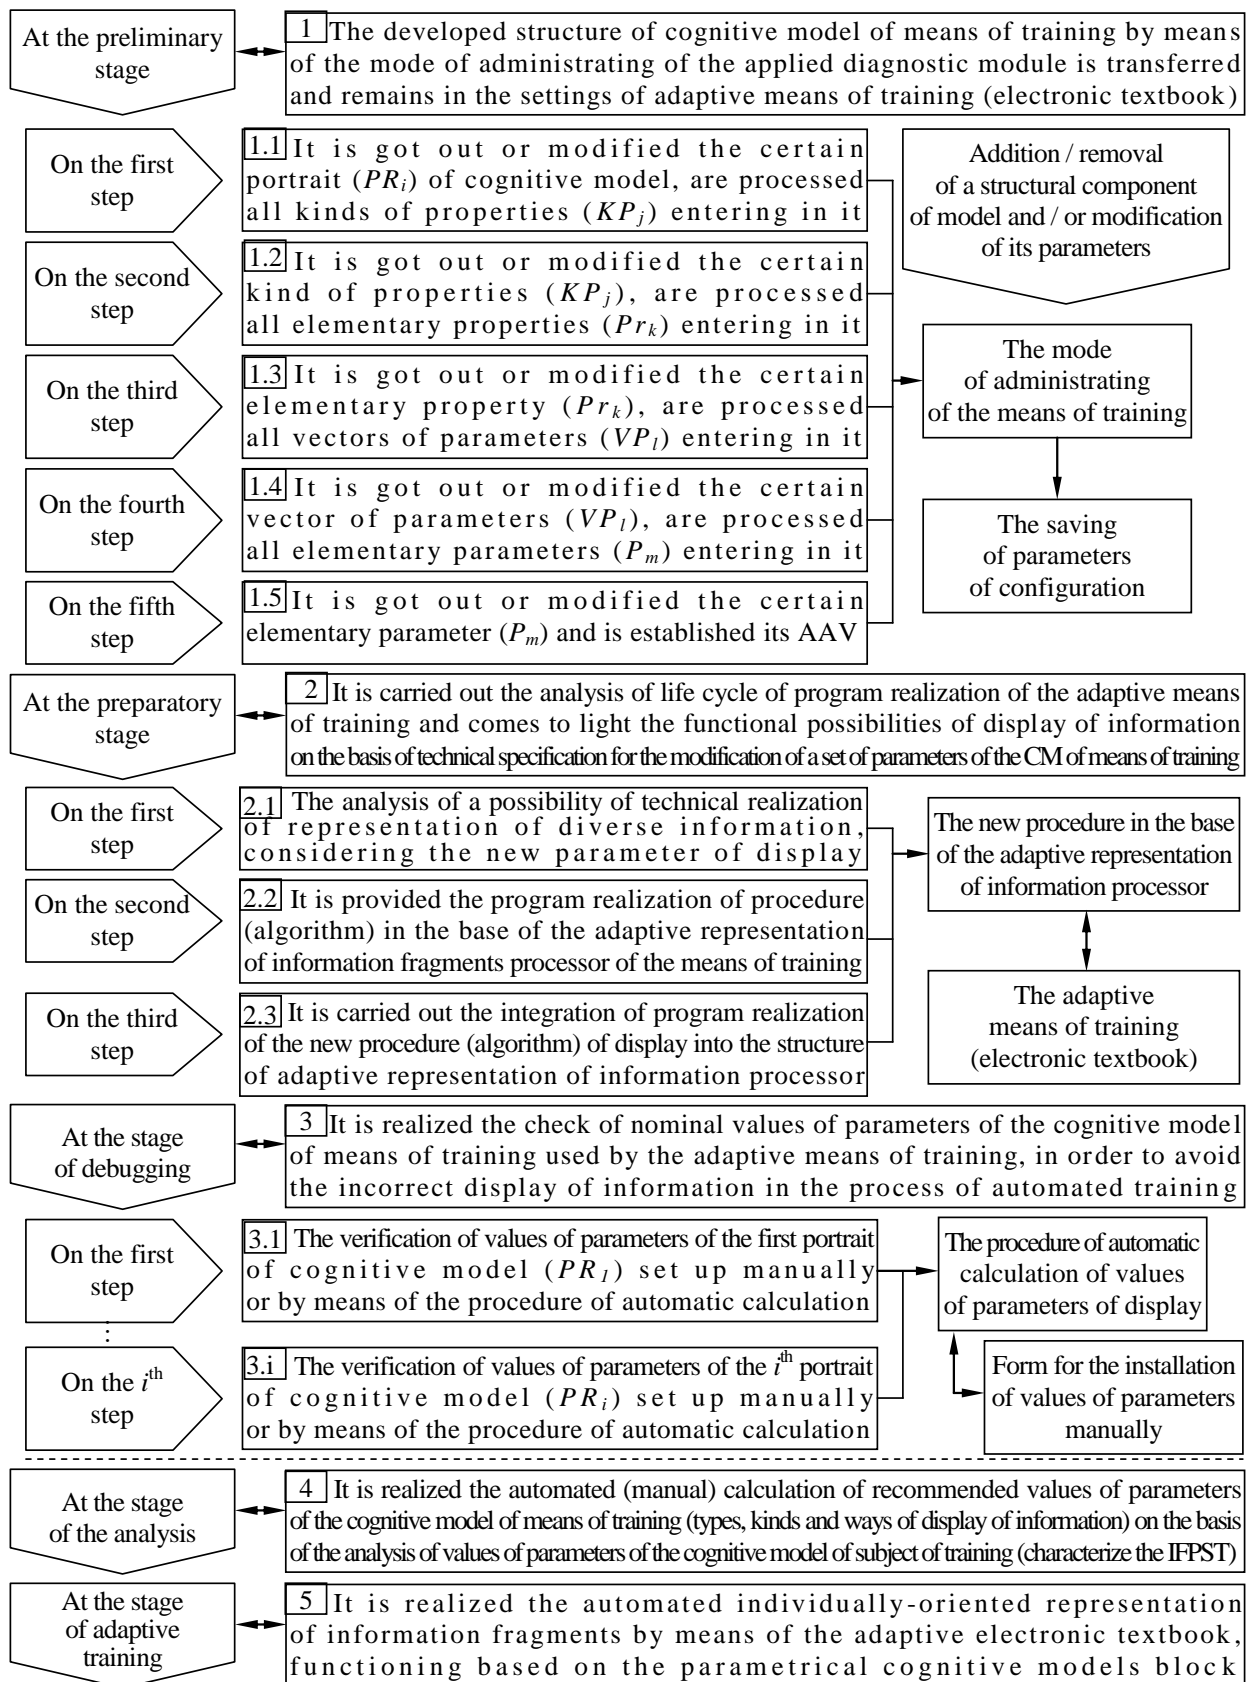 At the preliminary
stage
1 The developed structure of cognitive model of means of training by means
of the mode of administrating of the applied diagnostic module is transferred
and remains in the settings of adaptive means of training (electronic textbook)
On the first
step
1.1 It is got out or modified the certain
portrait (PRi) of cognitive model, are processed
all kinds of properties (KPj) entering in it
Addition / removal
of a structural component
of model and / or modification
of its parameters
On the second
step
1.2 It is got out or modified the certain
kind of properties (KPj), are processed
all elementary properties (Prk) entering in it
The mode
of administrating
of the means of training
On the third
step
1.3 It is got out or modified the certain
elementary property (Prk), are processed
all vectors of parameters (VPl) entering in it
On the fourth
step
1.4 It is got out or modified the certain
vector of parameters (VPl), are processed
all elementary parameters (Pm) entering in it
The saving
of parameters
of configuration
On the fifth
step
1.5 It is got out or modified the certain
elementary parameter (Pm) and is established its AAV
At the preparatory
stage
2 It is carried out the analysis of life cycle of program realization of the adaptive means
of training and comes to light the functional possibilities of display of information
on the basis of technical specification for the modification of a set of parameters of the CM of means of training
On the first
step
2.1 The analysis of a possibility of technical realization
of representation of diverse information,
considering the new parameter of display
The new procedure in the base
of the adaptive representation
of information processor
On the second
step
2.2 It is provided the program realization of procedure
(algorithm) in the base of the adaptive representation
of information fragments processor of the means of training
On the third
step
2.3 It is carried out the integration of program realization
of the new procedure (algorithm) of display into the structure
of adaptive representation of information processor
The adaptive
means of training
(electronic textbook)
At the stage
of debugging
3 It is realized the check of nominal values of parameters of the cognitive model
of means of training used by the adaptive means of training, in order to avoid
the incorrect display of information in the process of automated training
On the first
step
3.1 The verification of values of parameters of the first portrait
of cognitive model (PR1) set up manually
or by means of the procedure of automatic calculation
The procedure of automatic
calculation of values
of parameters of display
⋮
On the ith
step
3.i The verification of values of parameters of the ith portrait
of cognitive model (PRi) set up manually
or by means of the procedure of automatic calculation
Form for the installation
of values of parameters
manually
At the stage
of the analysis
4 It is realized the automated (manual) calculation of recommended values of parameters
of the cognitive model of means of training (types, kinds and ways of display of information) on the basis
of the analysis of values of parameters of the cognitive model of subject of training (characterize the IFPST)
At the stage
of adaptive
training
5 It is realized the automated individually-oriented representation
of information fragments by means of the adaptive electronic textbook,
functioning based on the parametrical cognitive models block